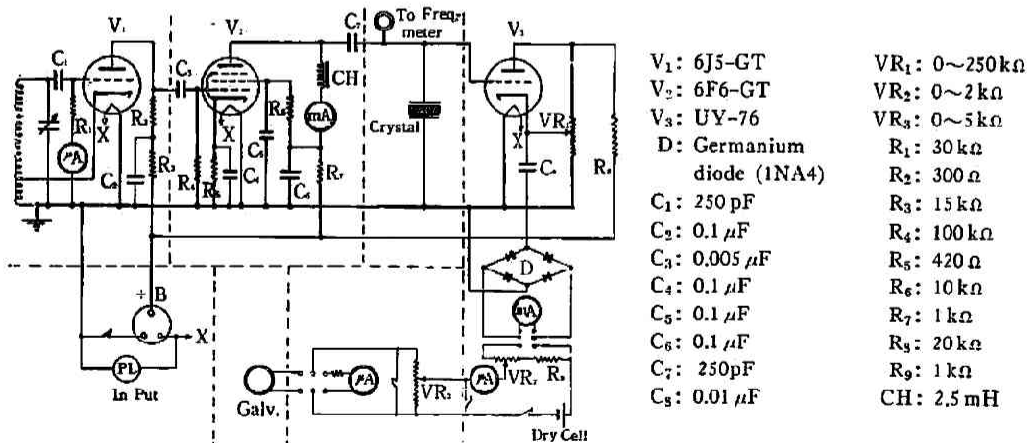 To Freq.
meter
V₁
V₂
C₇
V₃
C₁
C₃
CH
R₁
R₂
X
μA
mA
Crystal
VR₁
X
C₂
R₃
R₄
C₅
C₄
C₆
R₇
D
+ B
X
mA
PL
In Put
Galv.
μA
VR₂
μA
VR₃
R₉
Dry Cell
V₁: 6J5-GT
V₂: 6F6-GT
V₃: UY-76
D: Germanium
diode (1NA4)
C₁: 250 pF
C₂: 0.1 μF
C₃: 0.005 μF
C₄: 0.1 μF
C₅: 0.1 μF
C₆: 0.1 μF
C₇: 250pF
C₈: 0.01 μF
VR₁: 0~250 kΩ
VR₂: 0~2 kΩ
VR₃: 0~5 kΩ
R₁: 30 kΩ
R₂: 300 Ω
R₃: 15 kΩ
R₄: 100 kΩ
R₅: 420 Ω
R₆: 10 kΩ
R₇: 1 kΩ
R₈: 20 kΩ
R₉: 1 kΩ
CH: 2.5 mH